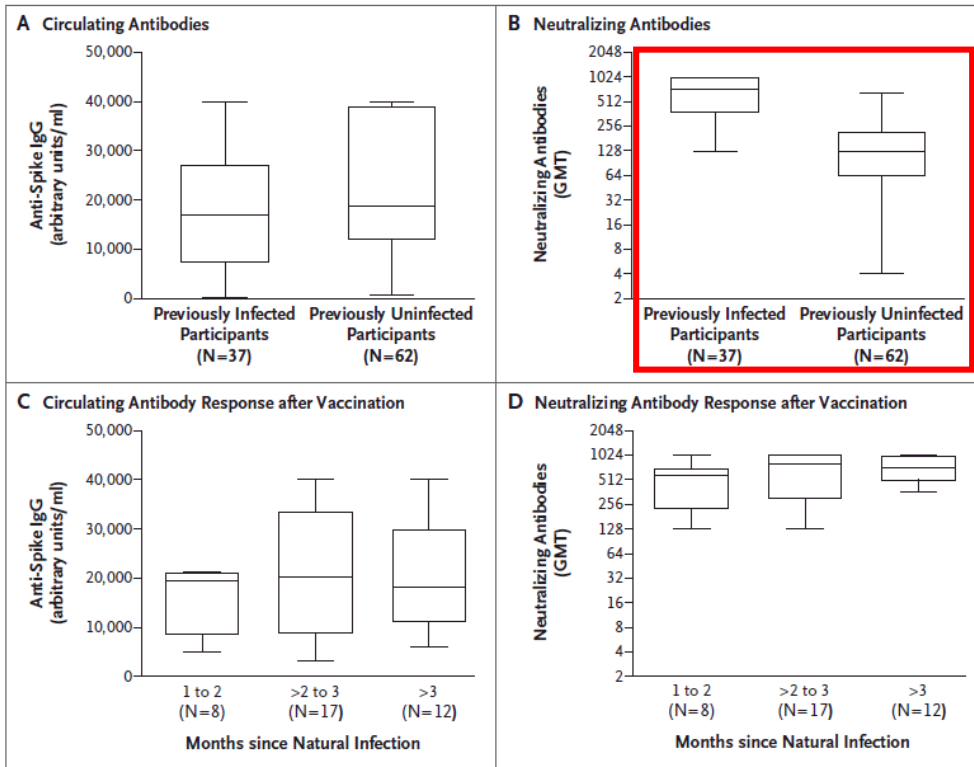 A Circulating Antibodies
50,000
40,000
30,000
20,000
10,000
0
Anti-Spike IgG
(arbitrary units/ml)
Previously Infected
Participants
(N=37)
Previously Uninfected
Participants
(N=62)
B Neutralizing Antibodies
2048
1024
512
256
128
64
32
16
8
4
2
Neutralizing Antibodies
(GMT)
Previously Infected
Participants
(N=37)
Previously Uninfected
Participants
(N=62)
C Circulating Antibody Response after Vaccination
50,000
40,000
30,000
20,000
10,000
0
Anti-Spike IgG
(arbitrary units/ml)
1 to 2
(N=8)
>2 to 3
(N=17)
>3
(N=12)
Months since Natural Infection
D Neutralizing Antibody Response after Vaccination
2048
1024
512
256
128
64
32
16
8
4
2
Neutralizing Antibodies
(GMT)
1 to 2
(N=8)
>2 to 3
(N=17)
>3
(N=12)
Months since Natural Infection